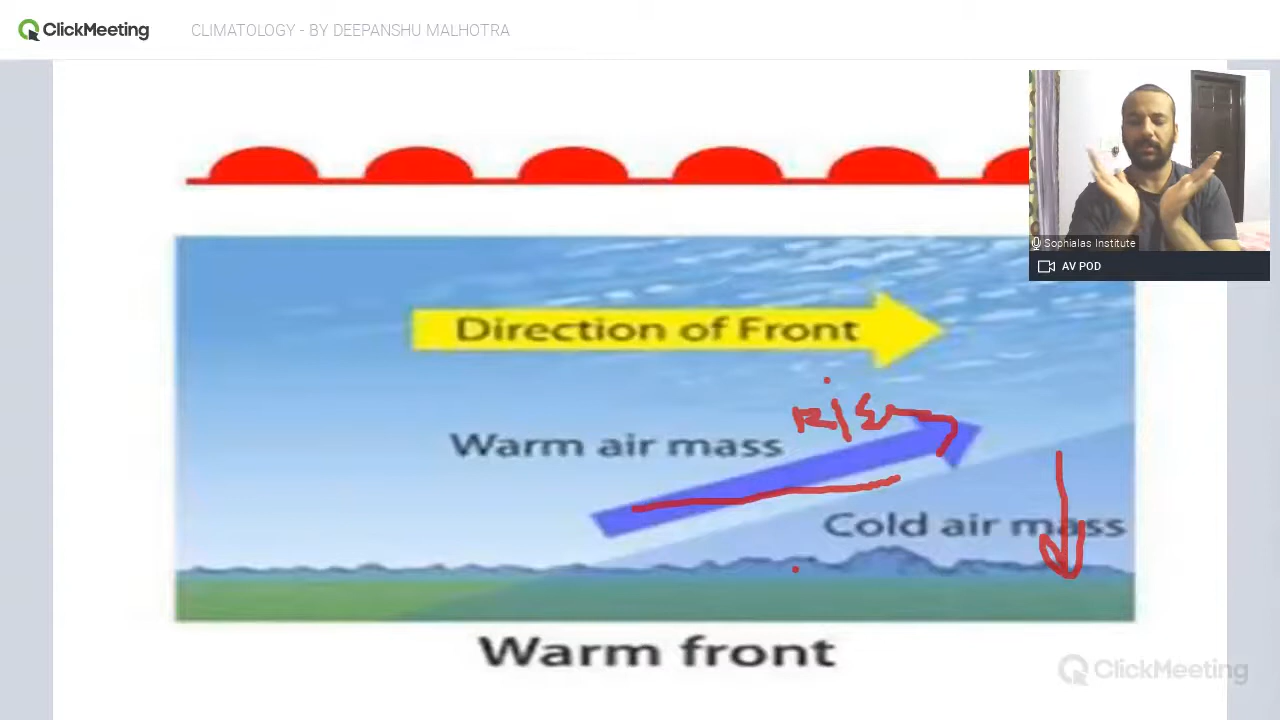 ClickMeeting CLIMATOLOGY - BY DEEPANSHU MALHOTRA
Sophialas Institute
AV POD
Direction of Front
Rise
Warm air mass
Cold air mass
Warm front
ClickMeeting